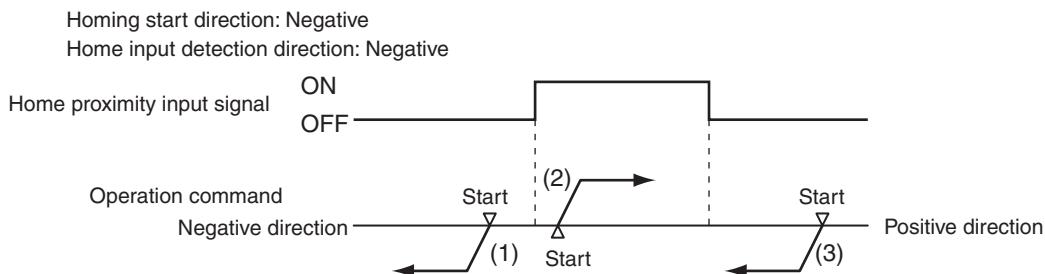 Homing start direction: Negative
Home input detection direction: Negative
ON
Home proximity input signal
OFF
(2)
Operation command
Start
Start
Negative direction
Positive direction
(1)
Start
(3)